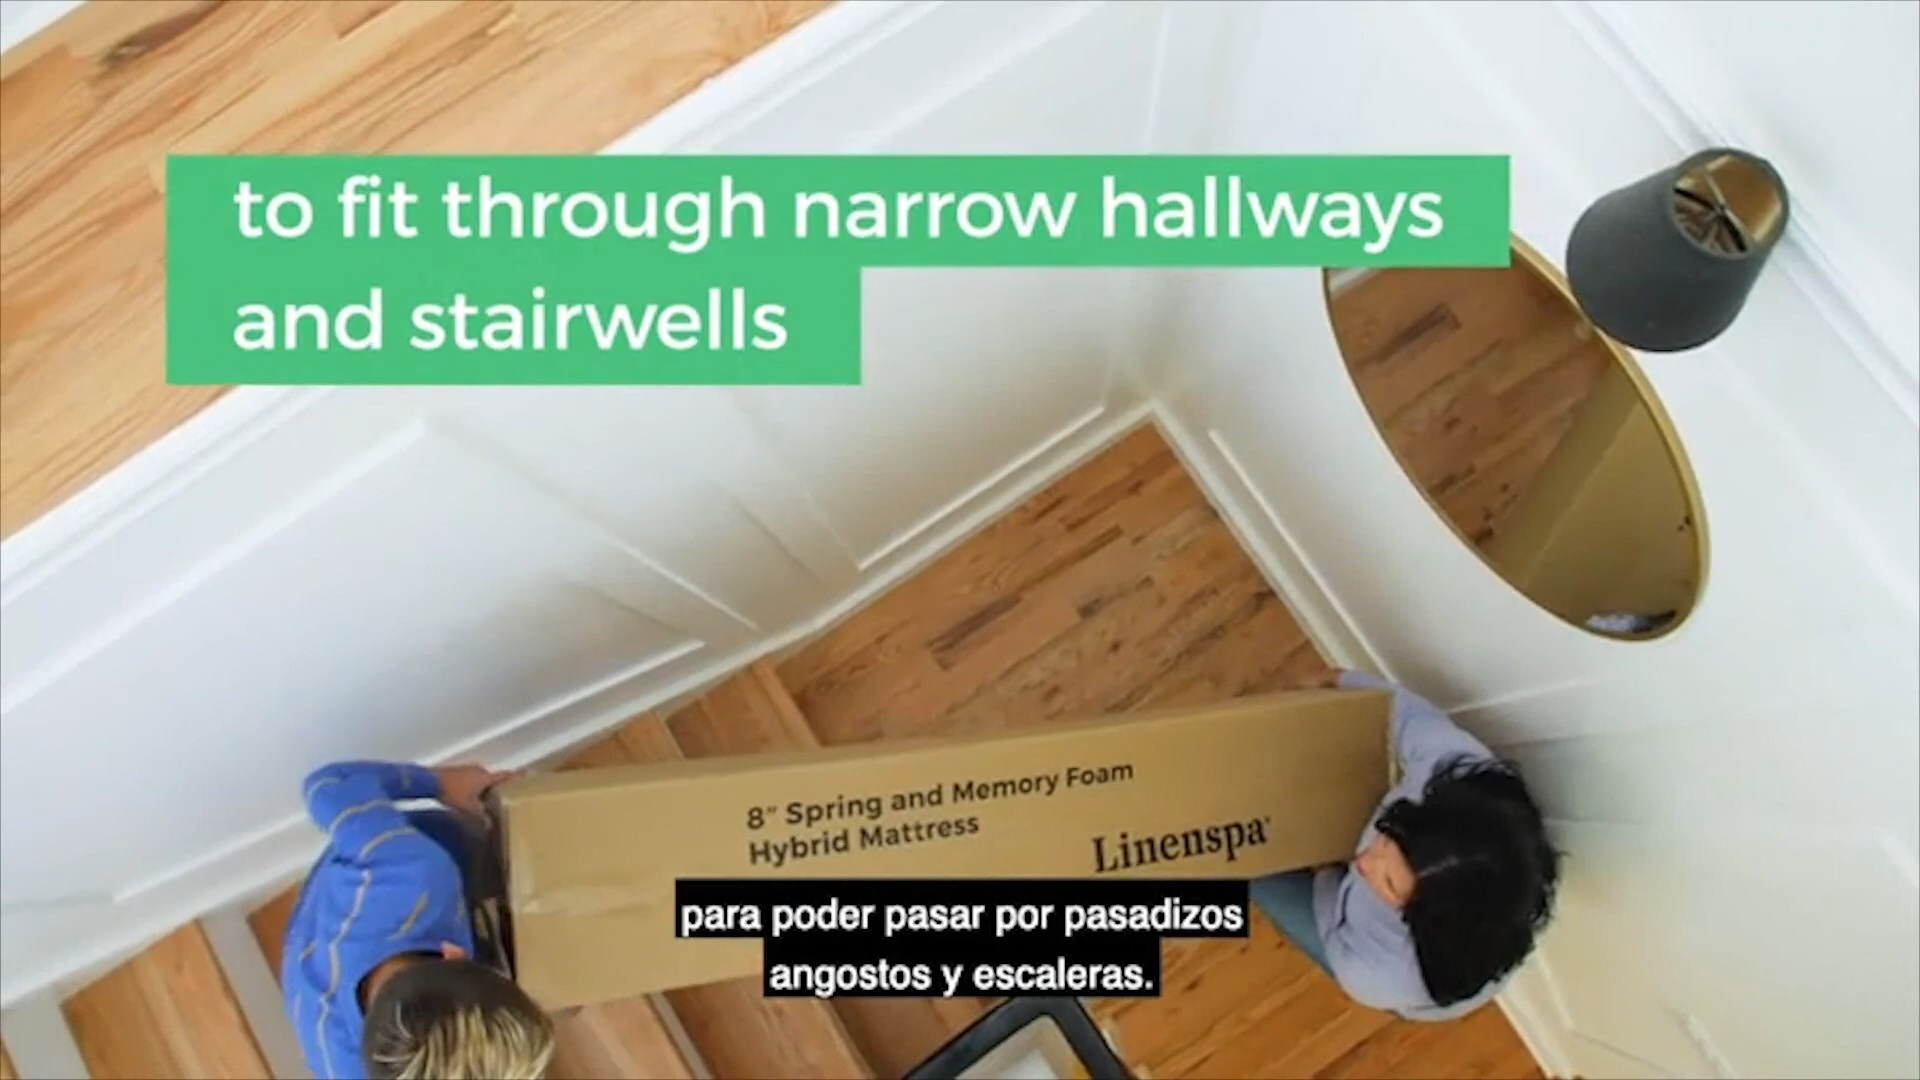 to fit through narrow hallways
and stairwells
8" Spring and Memory Foam
Hybrid Mattress
Linenspa
para poder pasar por pasadizos
angostos y escaleras.